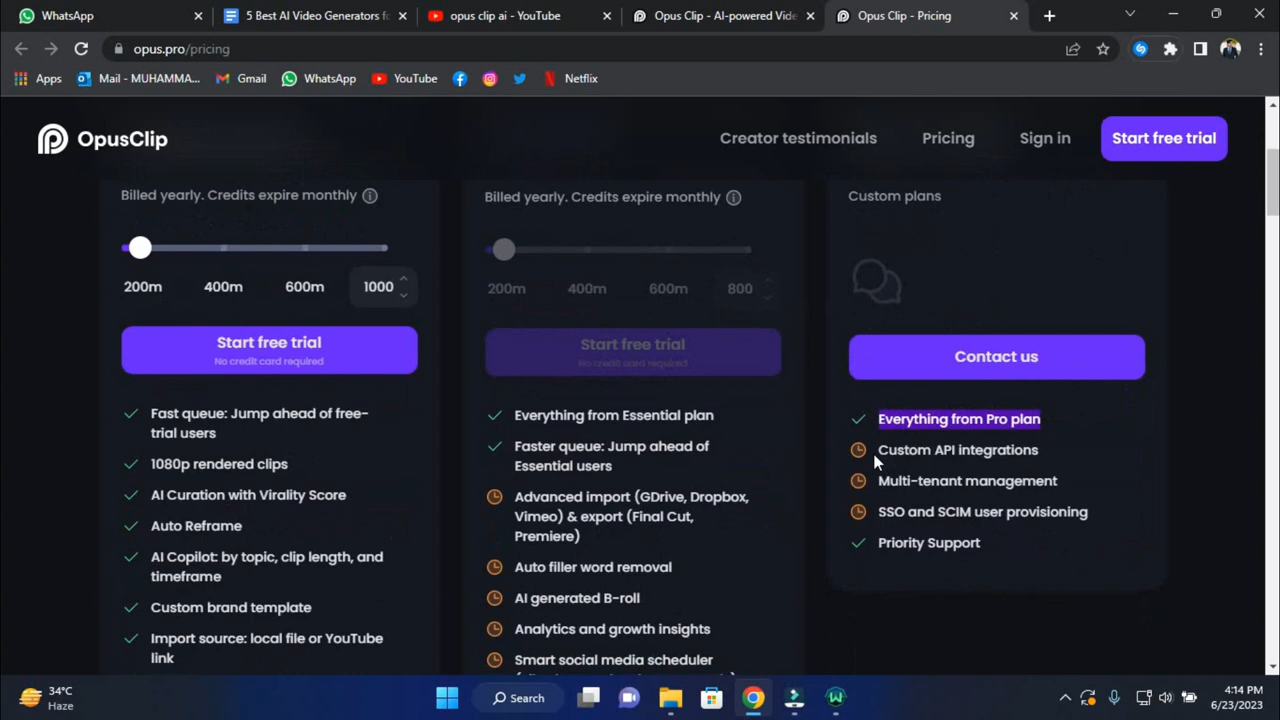 WhatsApp
5 Best AI Video Generators fo
opus clip ai - YouTube
Opus Clip - AI-powered Vide
Opus Clip - Pricing
opus.pro/pricing
Apps
Mail - MUHAMMA...
Gmail
WhatsApp
YouTube
Netflix
OpusClip
Creator testimonials
Pricing
Sign in
Start free trial
Billed yearly. Credits expire monthly
200m
400m
600m
1000
Start free trial
No credit card required
Fast queue: Jump ahead of free-
trial users
1080p rendered clips
AI Curation with Virality Score
Auto Reframe
AI Copilot: by topic, clip length, and
timeframe
Custom brand template
Import source: local file or YouTube
link
Billed yearly. Credits expire monthly
200m
400m
600m
800
Start free trial
No credit card required
Everything from Essential plan
Faster queue: Jump ahead of
Essential users
Advanced import (GDrive, Dropbox,
Vimeo) & export (Final Cut,
Premiere)
Auto filler word removal
AI generated B-roll
Analytics and growth insights
Smart social media scheduler
Custom plans
Contact us
Everything from Pro plan
Custom API integrations
Multi-tenant management
SSO and SCIM user provisioning
Priority Support
34°C
Haze
Search
4:14 PM
6/23/2023